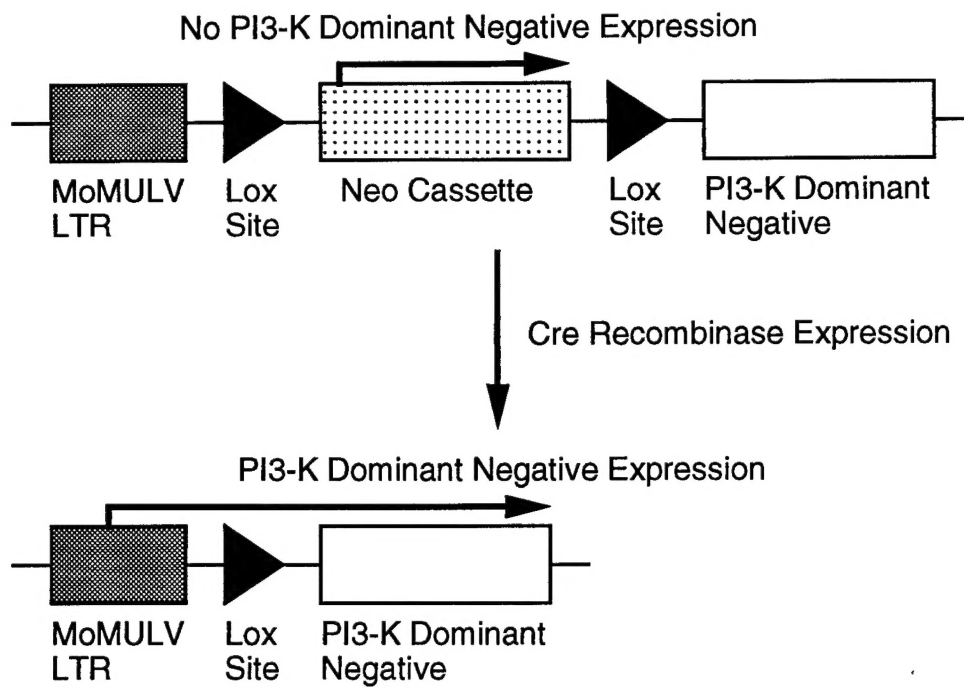 No PI3-K Dominant Negative Expression
MoMULV
LTR
Lox
Site
Neo Cassette
Lox
Site
PI3-K Dominant
Negative
Cre Recombinase Expression
PI3-K Dominant Negative Expression
MoMULV
LTR
Lox
Site
PI3-K Dominant
Negative